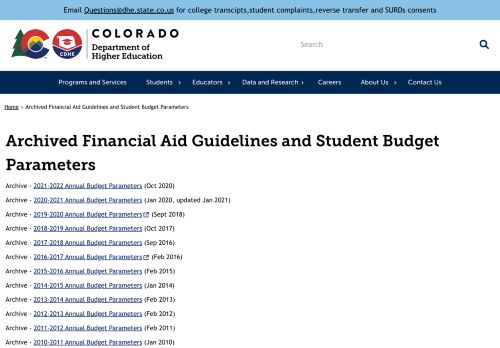 Email Questions@dhe.state.co.us for college transcipts,student complaints,reverse transfer and SURDs consents
COLORADO
Department of
Higher Education
CDHE
Search
Programs and Services Students Educators Data and Research Careers About Us Contact Us
Home > Archived Financial Aid Guidelines and Student Budget Parameters
Archived Financial Aid Guidelines and Student Budget
Parameters
Archive - 2021-2022 Annual Budget Parameters (Oct 2020)
Archive - 2020-2021 Annual Budget Parameters (Jan 2020, updated Jan 2021)
Archive - 2019-2020 Annual Budget Parameters (Sept 2018)
Archive - 2018-2019 Annual Budget Parameters (Oct 2017)
Archive - 2017-2018 Annual Budget Parameters (Sep 2016)
Archive - 2016-2017 Annual Budget Parameters (Feb 2016)
Archive - 2015-2016 Annual Budget Parameters (Feb 2015)
Archive - 2014-2015 Annual Budget Parameters (Jan 2014)
Archive - 2013-2014 Annual Budget Parameters (Feb 2013)
Archive - 2012-2013 Annual Budget Parameters (Feb 2012)
Archive - 2011-2012 Annual Budget Parameters (Feb 2011)
Archive - 2010-2011 Annual Budget Parameters (Jan 2010)